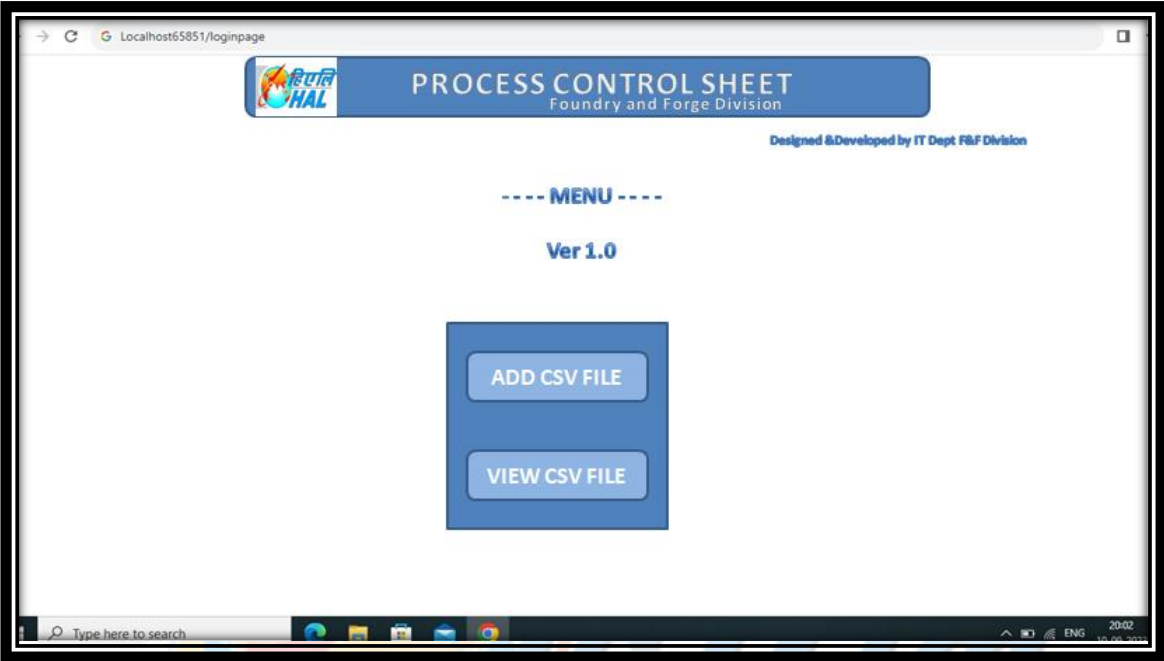 Localhost65851/loginpage
हिएलि
HAL
PROCESS CONTROL SHEET
Foundry and Forge Division
Designed &Developed by IT Dept F&F Division
---- MENU ----
Ver 1.0
ADD CSV FILE
VIEW CSV FILE
Type here to search
ENG
20:02